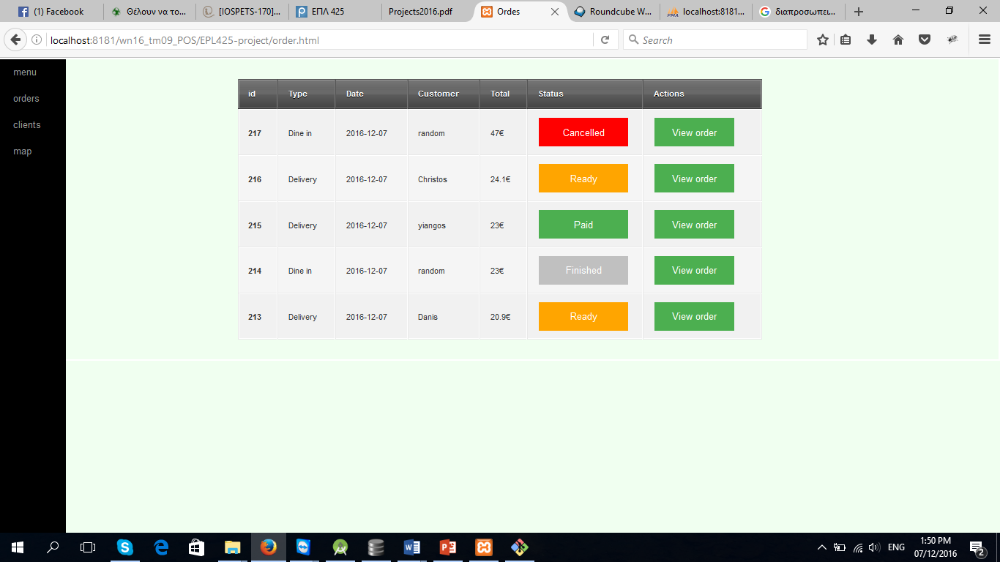 (1) Facebook Θέλουν να το... [IOSPETS-170]... ΕΠΛ 425 Projects2016.pdf Ordes Roundcube W... localhost:8181... διαπροσωπει...
localhost:8181/wn16_tm09_POS/EPL425-project/order.html Search
menu
orders
clients
map
id Type Date Customer Total Status Actions
217 Dine in 2016-12-07 random 47€ Cancelled View order
216 Delivery 2016-12-07 Christos 24.1€ Ready View order
215 Delivery 2016-12-07 yiangos 23€ Paid View order
214 Dine in 2016-12-07 random 23€ Finished View order
213 Delivery 2016-12-07 Danis 20.9€ Ready View order
ENG 1:50 PM
07/12/2016 2